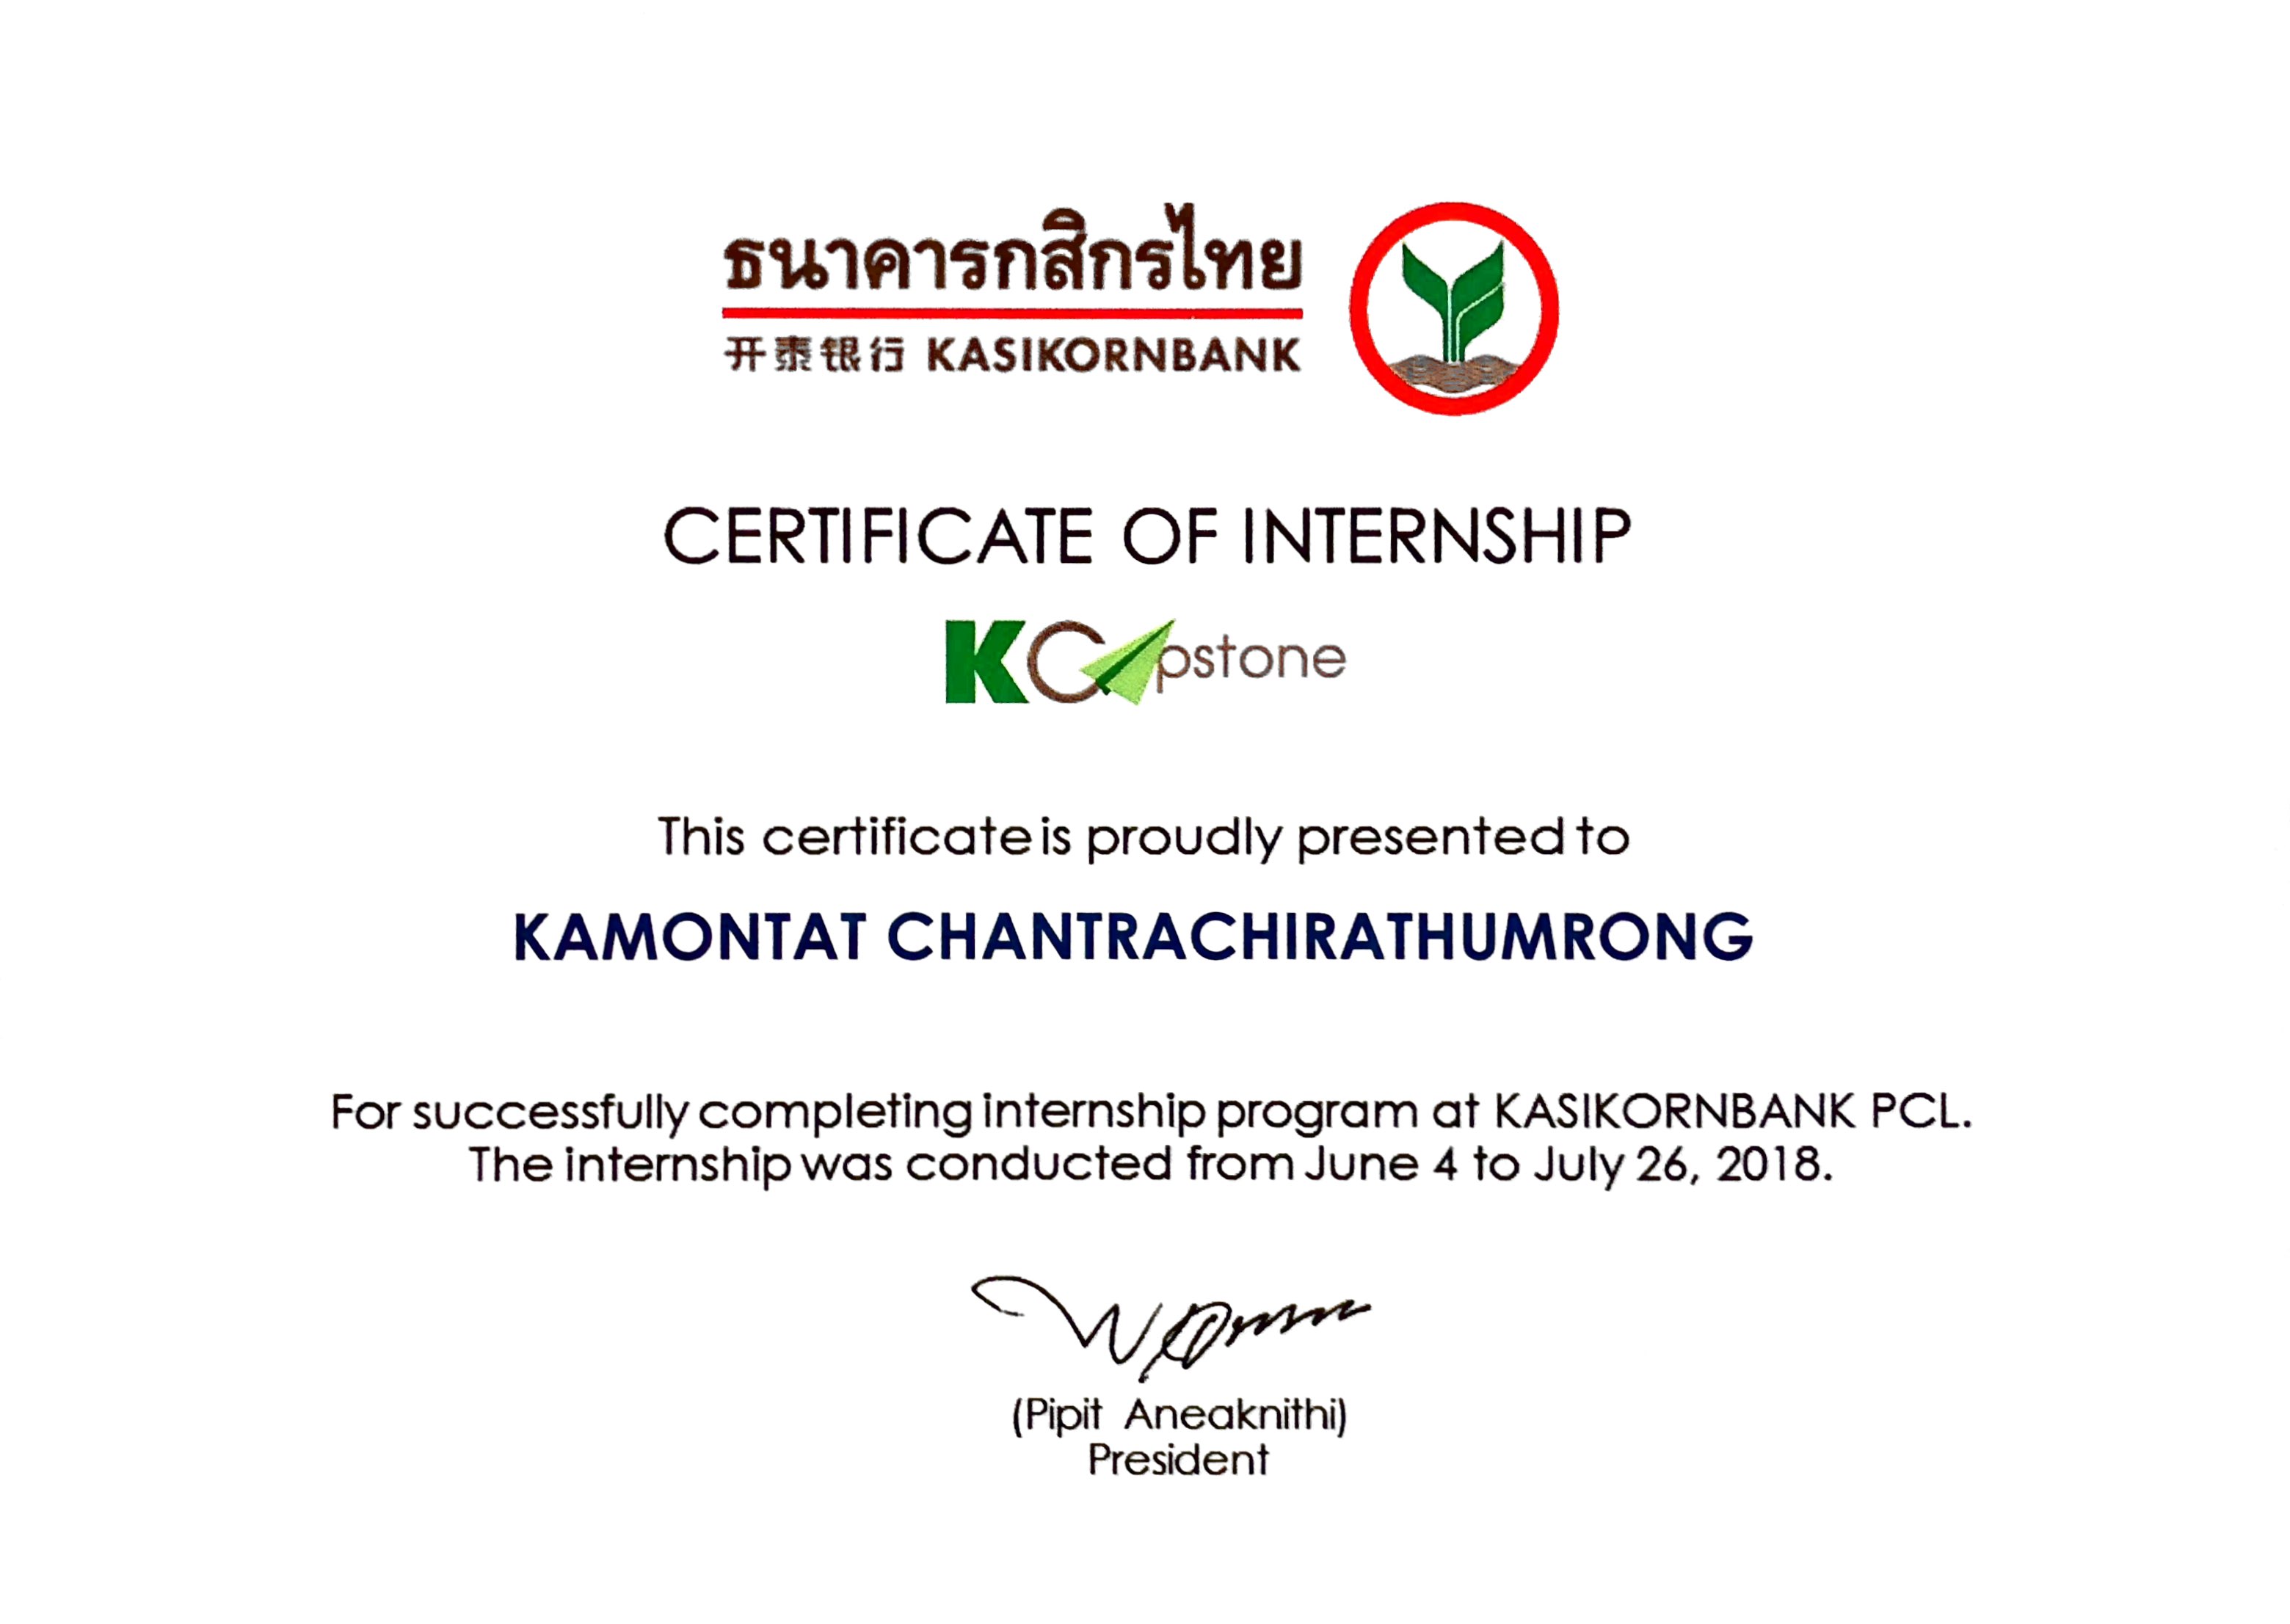 ธนาคารกสิกรไทย
开泰银行 KASIKORNBANK
CERTIFICATE OF INTERNSHIP
KCapstone
This certificate is proudly presented to
KAMONTAT CHANTRACHIRATHUMRONG
For successfully completing internship program at KASIKORNBANK PCL.
The internship was conducted from June 4 to July 26, 2018.
(Pipit Aneaknithi)
President